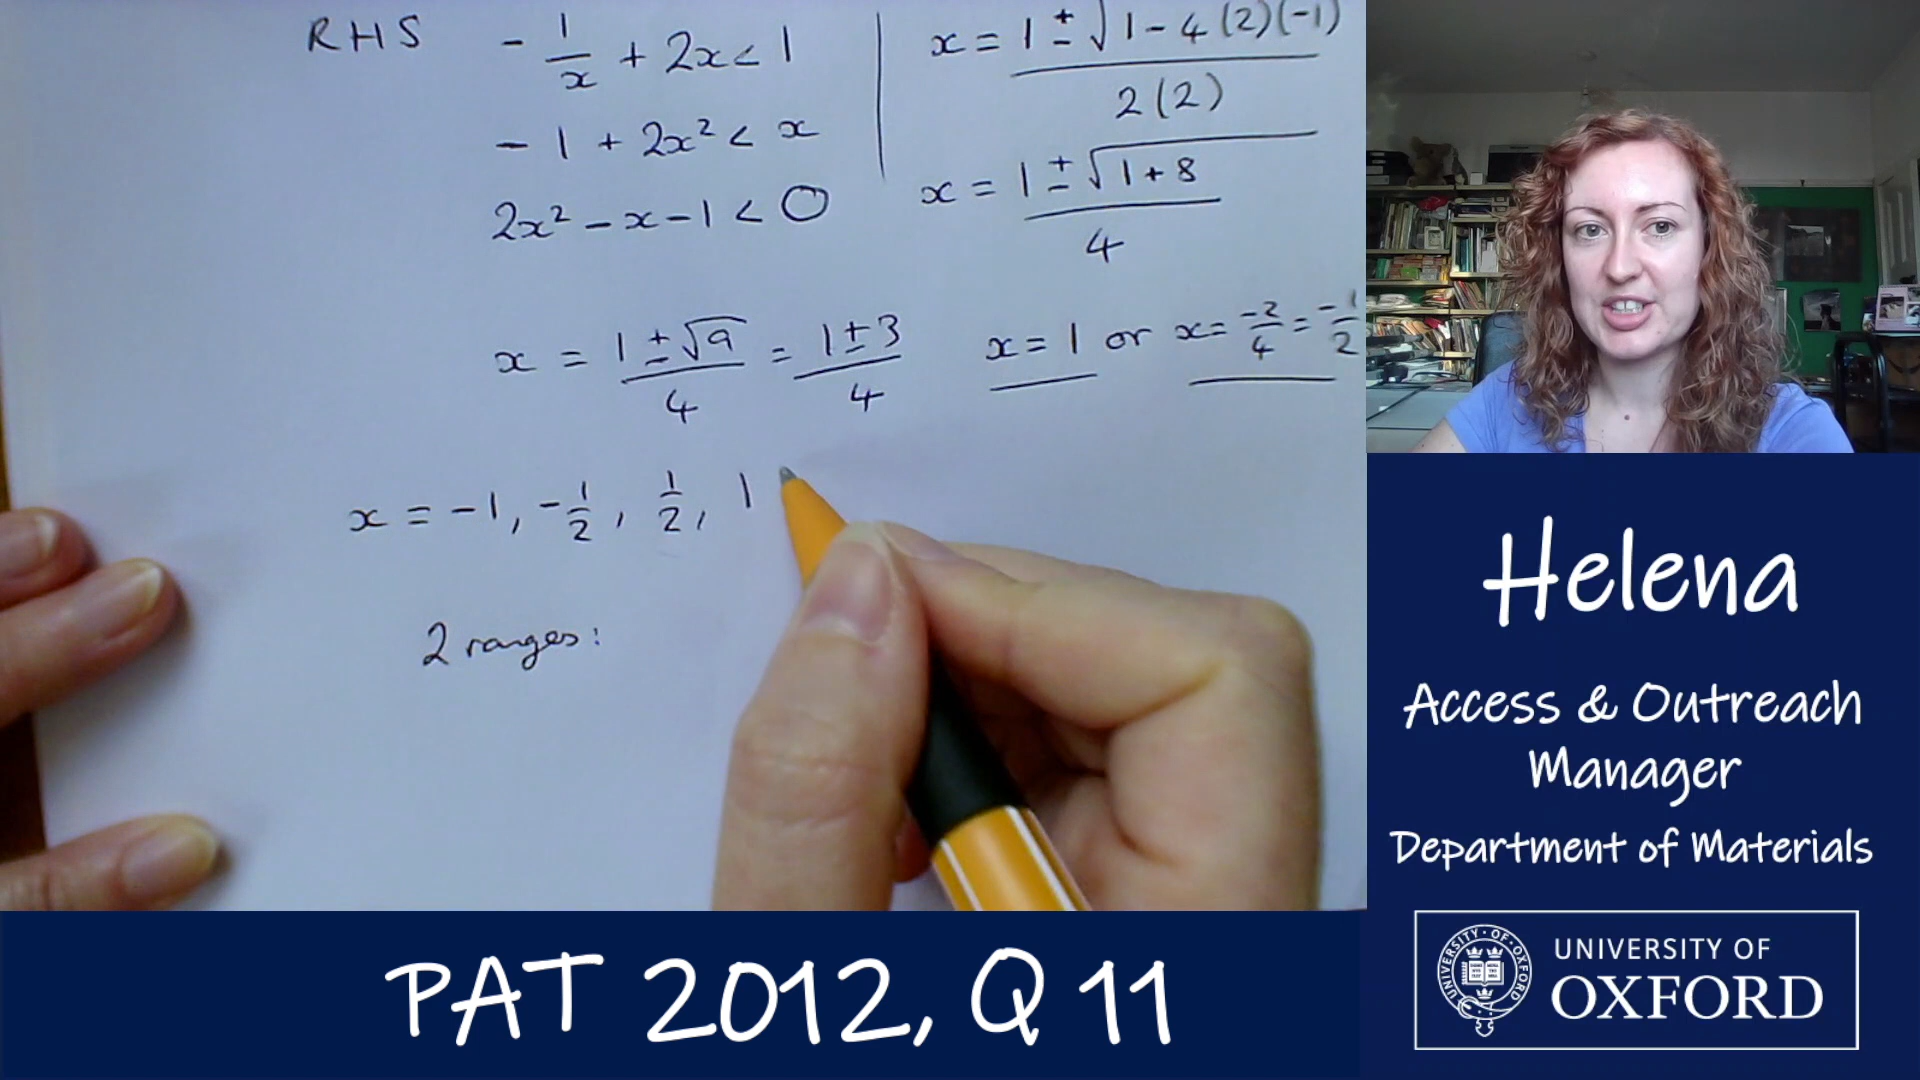 RHS
- 1/x + 2x < 1
- 1 + 2x² < x
2x² - x - 1 < 0
x = (1 ± √(1 - 4(2)(-1)))/(2(2))
x = (1 ± √(1 + 8))/4
x = (1 ± √9)/4 = (1 ± 3)/4
x = 1 or x = -2/4 = -1/2
x = -1, -1/2, 1/2, 1
2 ranges:
Helena
Access & Outreach
Manager
Department of Materials
UNIVERSITY OF
OXFORD
PAT 2012, Q 11